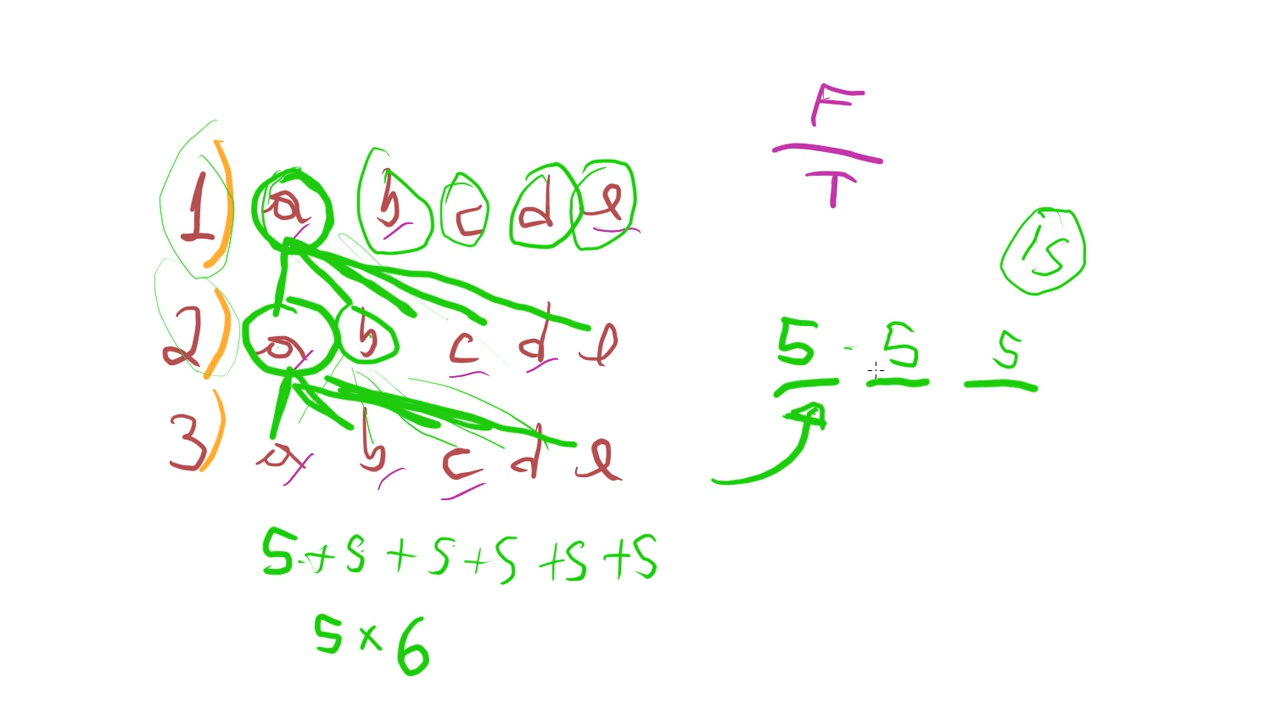 F
T
1) a b c d e
15
2) a b c d e
5 - 5 5
3) a b c d e
5 + 5 + 5 + 5 + 5 + 5
5 × 6